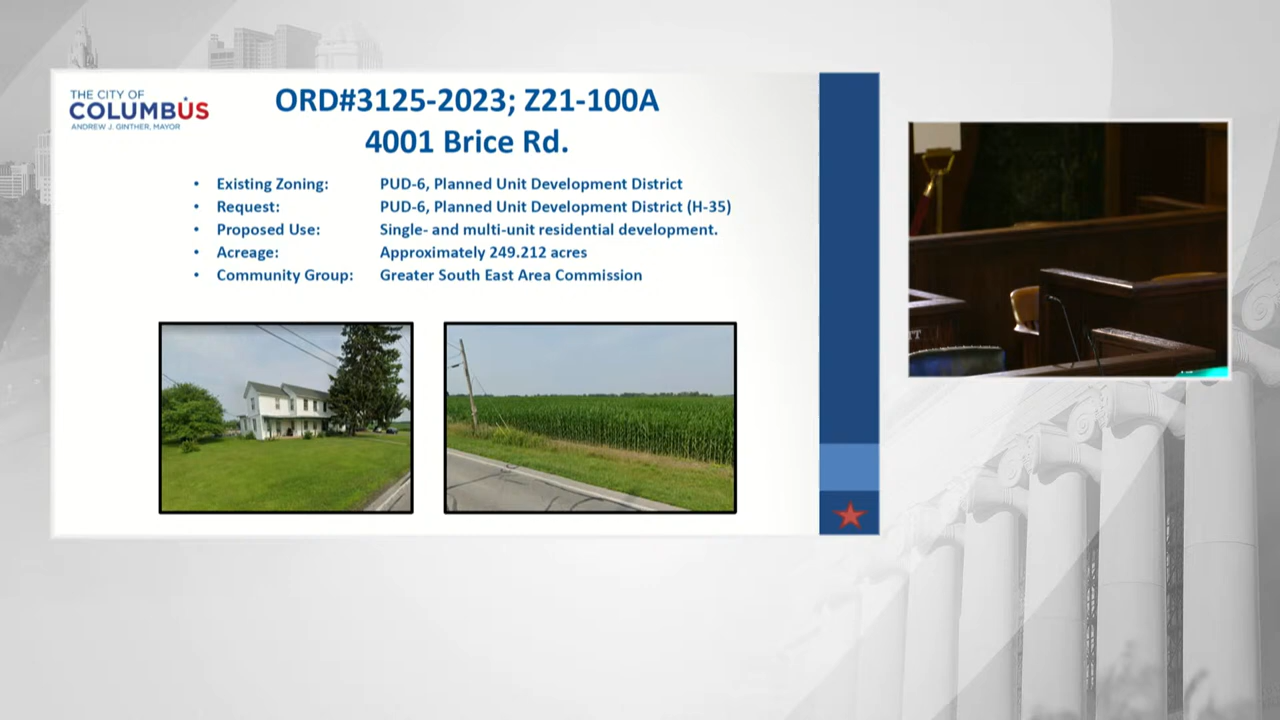 THE CITY OF
COLUMBUS
ANDREW J. GINTHER, MAYOR
ORD#3125-2023; Z21-100A
4001 Brice Rd.
• Existing Zoning: PUD-6, Planned Unit Development District
• Request: PUD-6, Planned Unit Development District (H-35)
• Proposed Use: Single- and multi-unit residential development.
• Acreage: Approximately 249.212 acres
• Community Group: Greater South East Area Commission